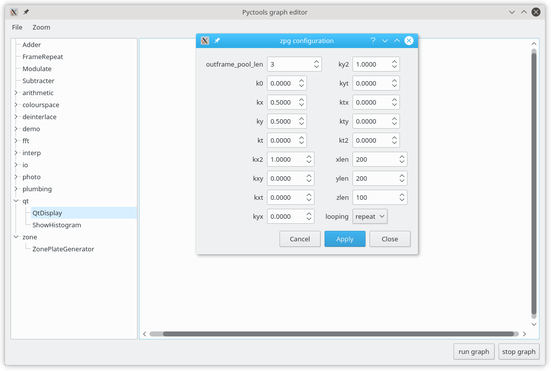 Pyctools graph editor
File Zoom
Adder
FrameRepeat
Modulate
Subtracter
arithmetic
colourspace
deinterlace
demo
fft
interp
io
photo
plumbing
qt
QtDisplay
ShowHistogram
zone
ZonePlateGenerator
zpg configuration
outframe_pool_len 3 ky2 1.0000
k0 0.0000 kyt 0.0000
kx 0.5000 ktx 0.0000
ky 0.5000 kty 0.0000
kt 0.0000 kt2 0.0000
kx2 1.0000 xlen 200
kxy 0.0000 ylen 200
kxt 0.0000 zlen 100
kyx 0.0000 looping repeat
Cancel Apply Close
run graph stop graph